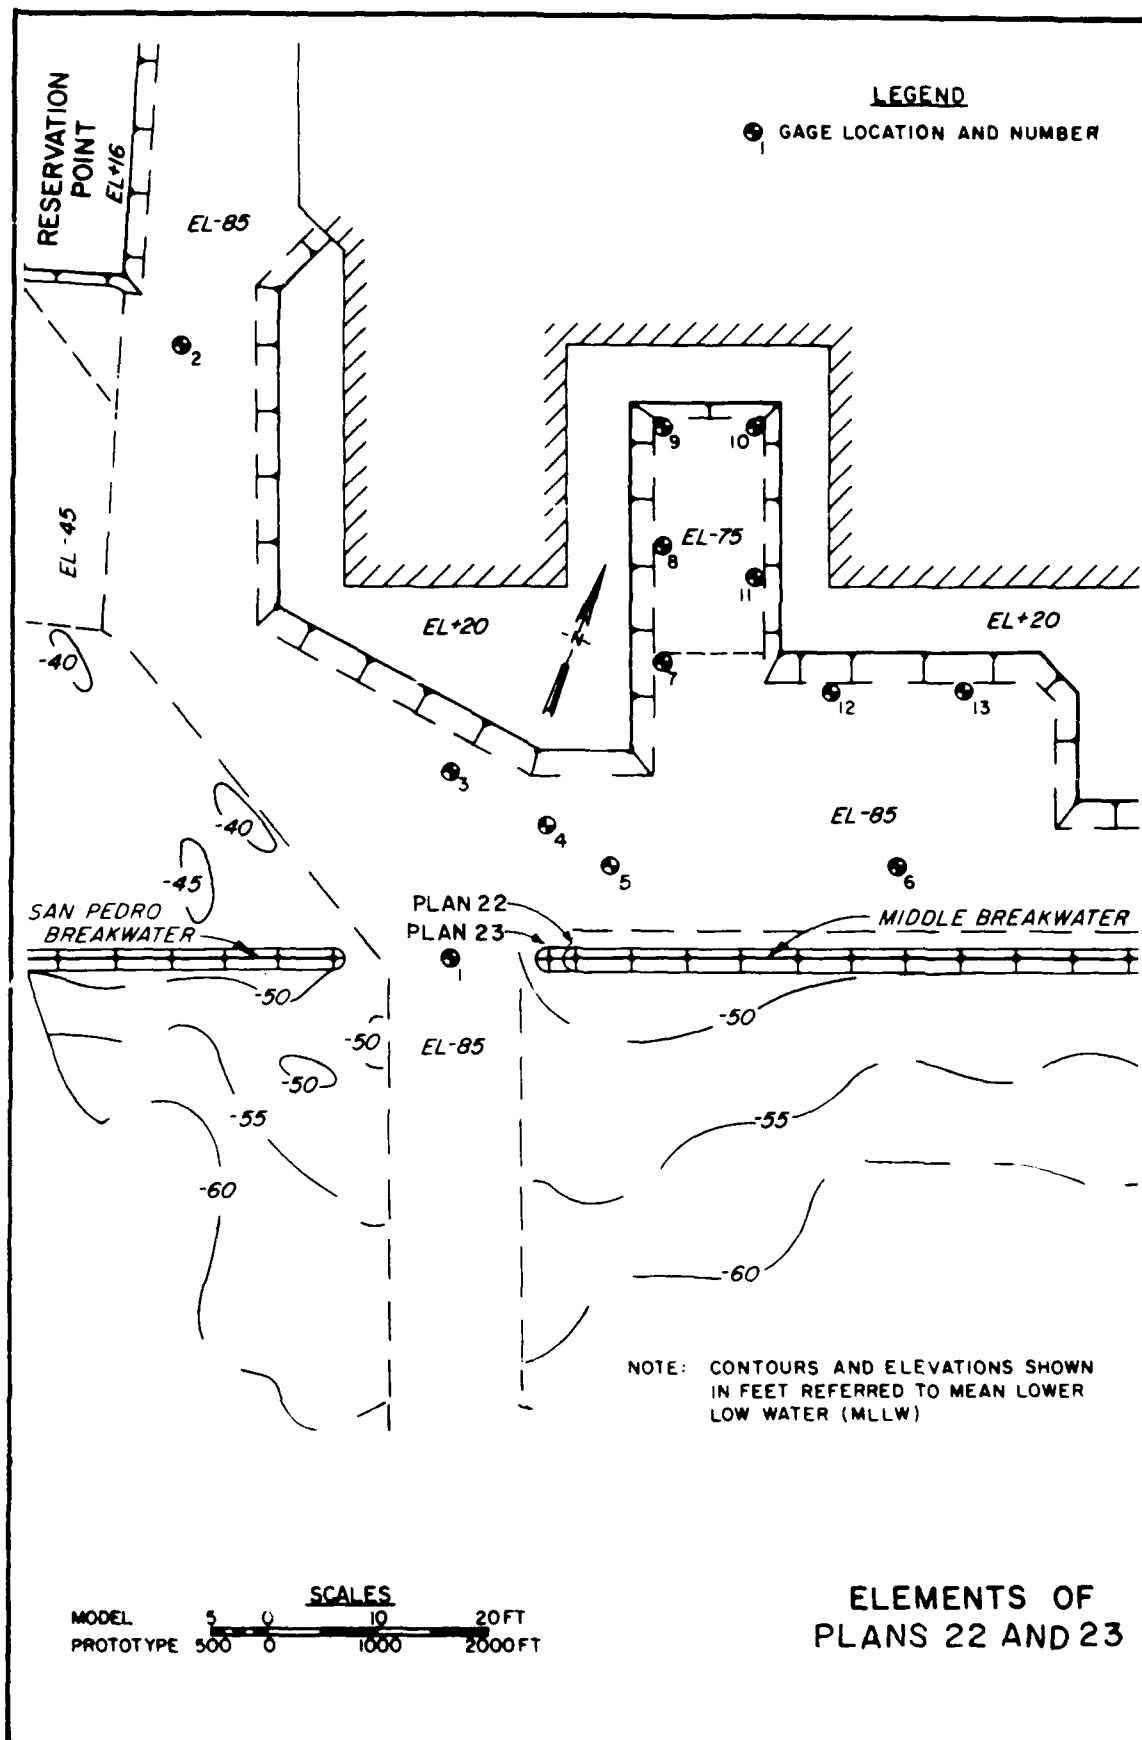 LEGEND
GAGE LOCATION AND NUMBER
1
RESERVATION
POINT
EL+16
EL-85
2
9
10
EL-45
EL-75
8
11
EL+20
EL+20
N
-40
7
12
13
3
-40
EL-85
4
-45
5
6
PLAN 22
SAN PEDRO
BREAKWATER
PLAN 23
MIDDLE BREAKWATER
1
-50
-50
-50
EL-85
-50
-55
-55
-60
-60
NOTE: CONTOURS AND ELEVATIONS SHOWN
IN FEET REFERRED TO MEAN LOWER
LOW WATER (MLLW)
SCALES
MODEL 5 0 10 20 FT
PROTOTYPE 500 0 1000 2000 FT
ELEMENTS OF
PLANS 22 AND 23